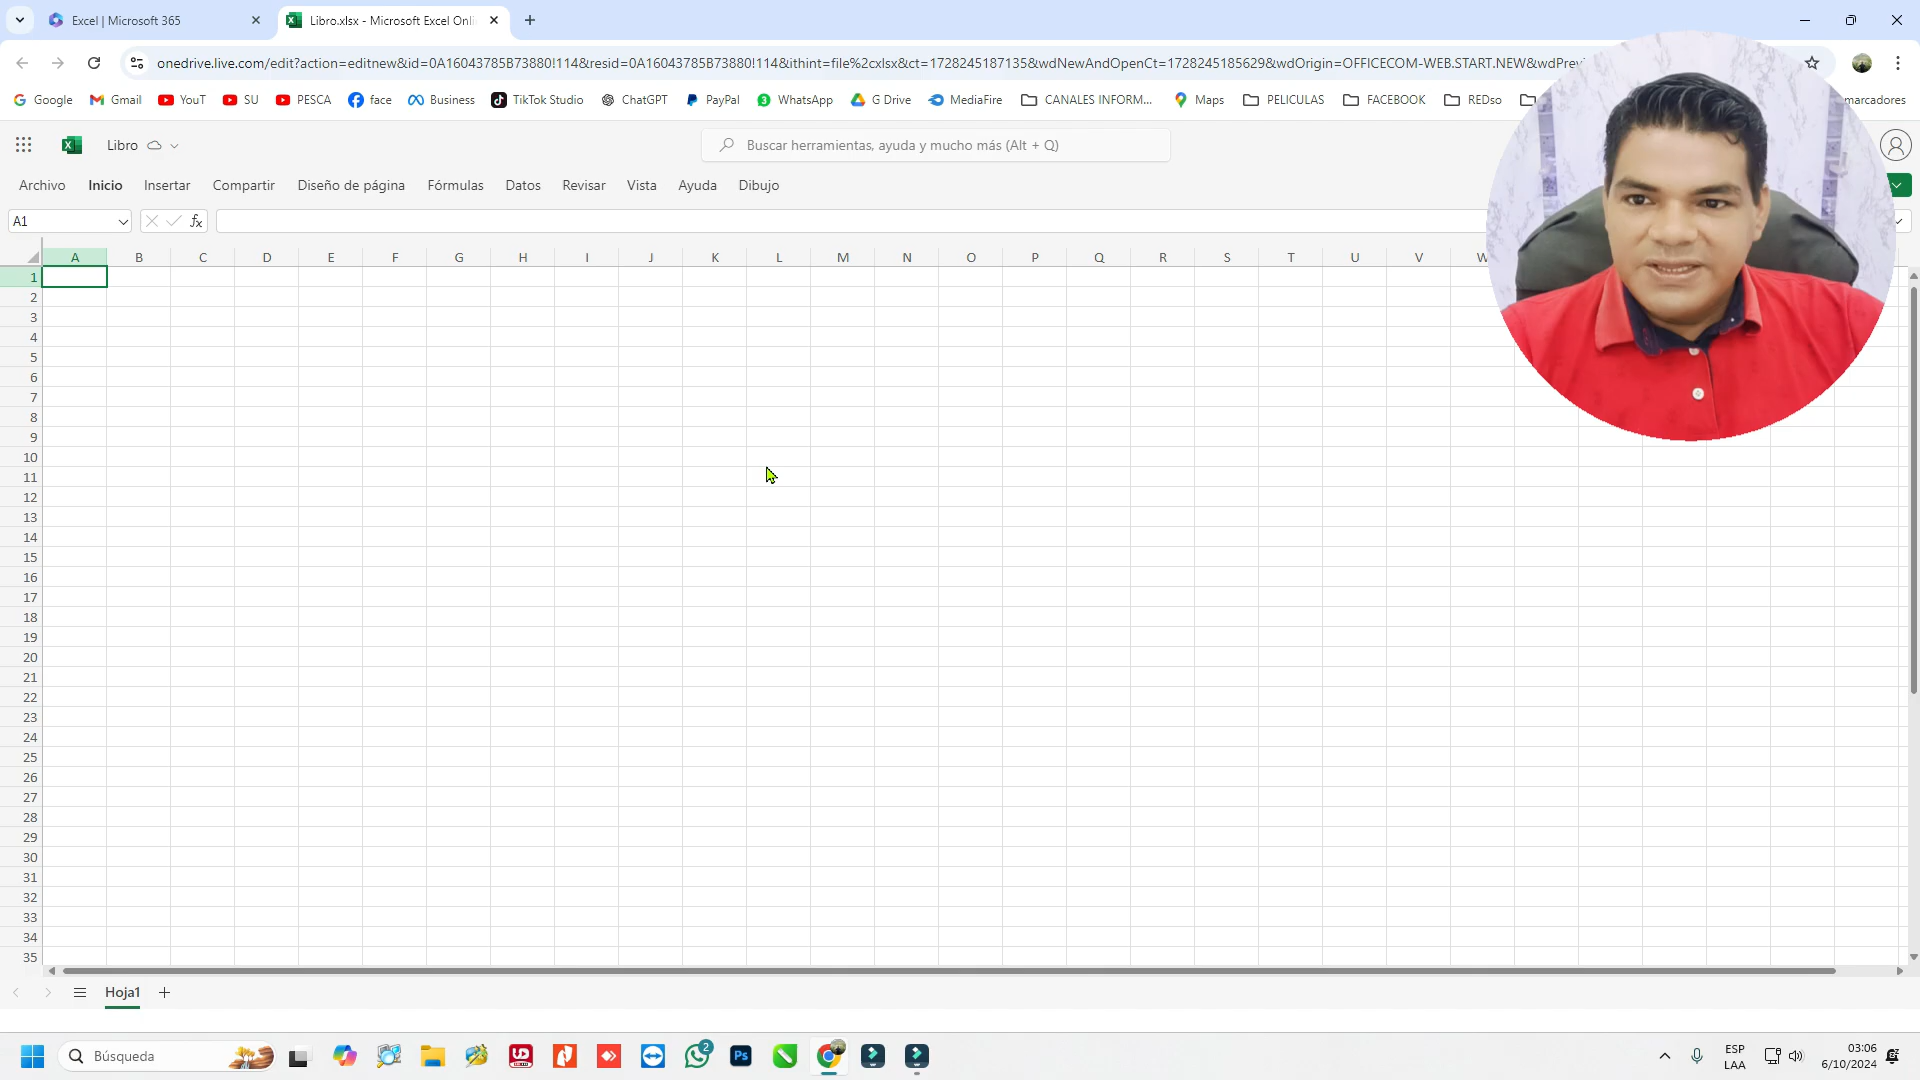 Excel | Microsoft 365
Libro.xlsx - Microsoft Excel Onli
onedrive.live.com/edit?action=editnew&id=0A16043785B73880!114&resid=0A16043785B73880!114&ithint=file%2cxlsx&ct=1728245187135&wdNewAndOpenCt=1728245185629&wdOrigin=OFFICECOM-WEB.START.NEW&wdPrev
Google Gmail YouT SU PESCA face Business TikTok Studio ChatGPT PayPal WhatsApp G Drive MediaFire CANALES INFORM... Maps PELICULAS FACEBOOK REDso marcadores
Libro
Buscar herramientas, ayuda y mucho más (Alt + Q)
Archivo Inicio Insertar Compartir Diseño de página Fórmulas Datos Revisar Vista Ayuda Dibujo
A1 fx
A B C D E F G H I J K L M N O P Q R S T U V W
1
2
3
4
5
6
7
8
9
10
11
12
13
14
15
16
17
18
19
20
21
22
23
24
25
26
27
28
29
30
31
32
33
34
35
Hoja1
Búsqueda
UD
2
Ps
ESP
LAA
03:06
6/10/2024